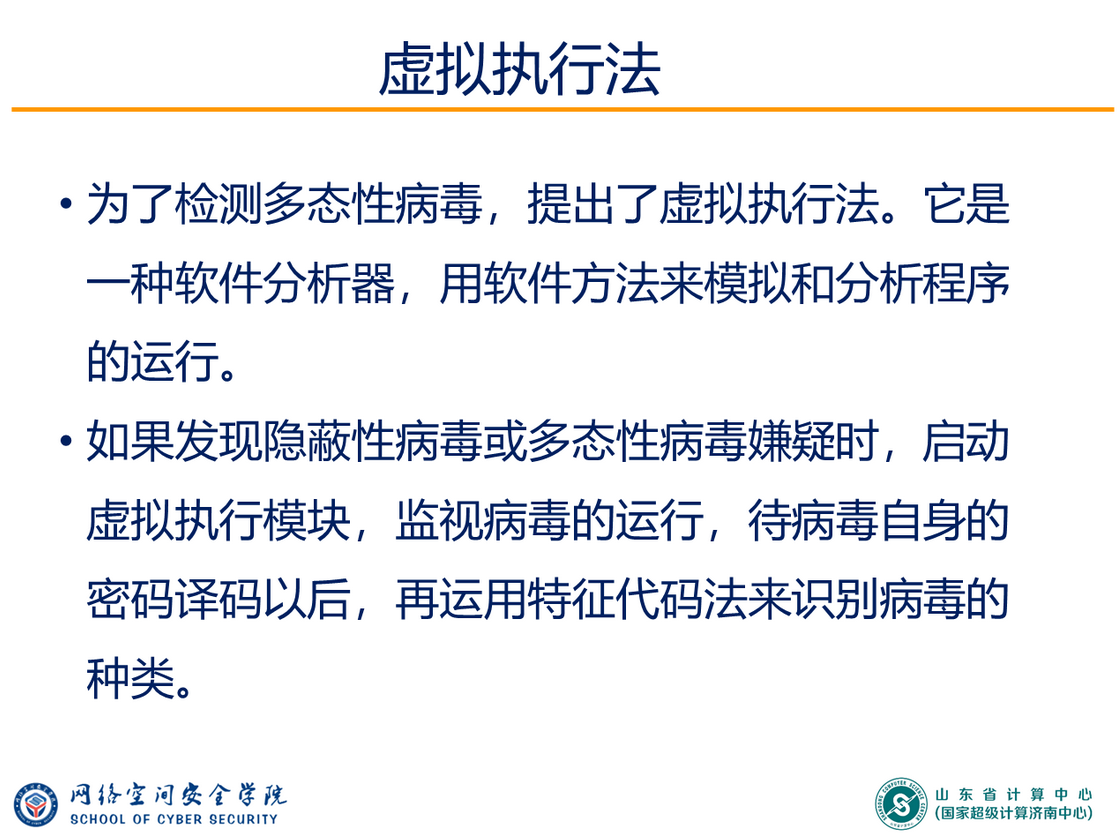 虚拟执行法
• 为了检测多态性病毒，提出了虚拟执行法。它是
一种软件分析器，用软件方法来模拟和分析程序
的运行。
• 如果发现隐蔽性病毒或多态性病毒嫌疑时，启动
虚拟执行模块，监视病毒的运行，待病毒自身的
密码译码以后，再运用特征代码法来识别病毒的
种类。
网络空间安全学院
SCHOOL OF CYBER SECURITY
山东省计算中心
(国家超级计算济南中心)